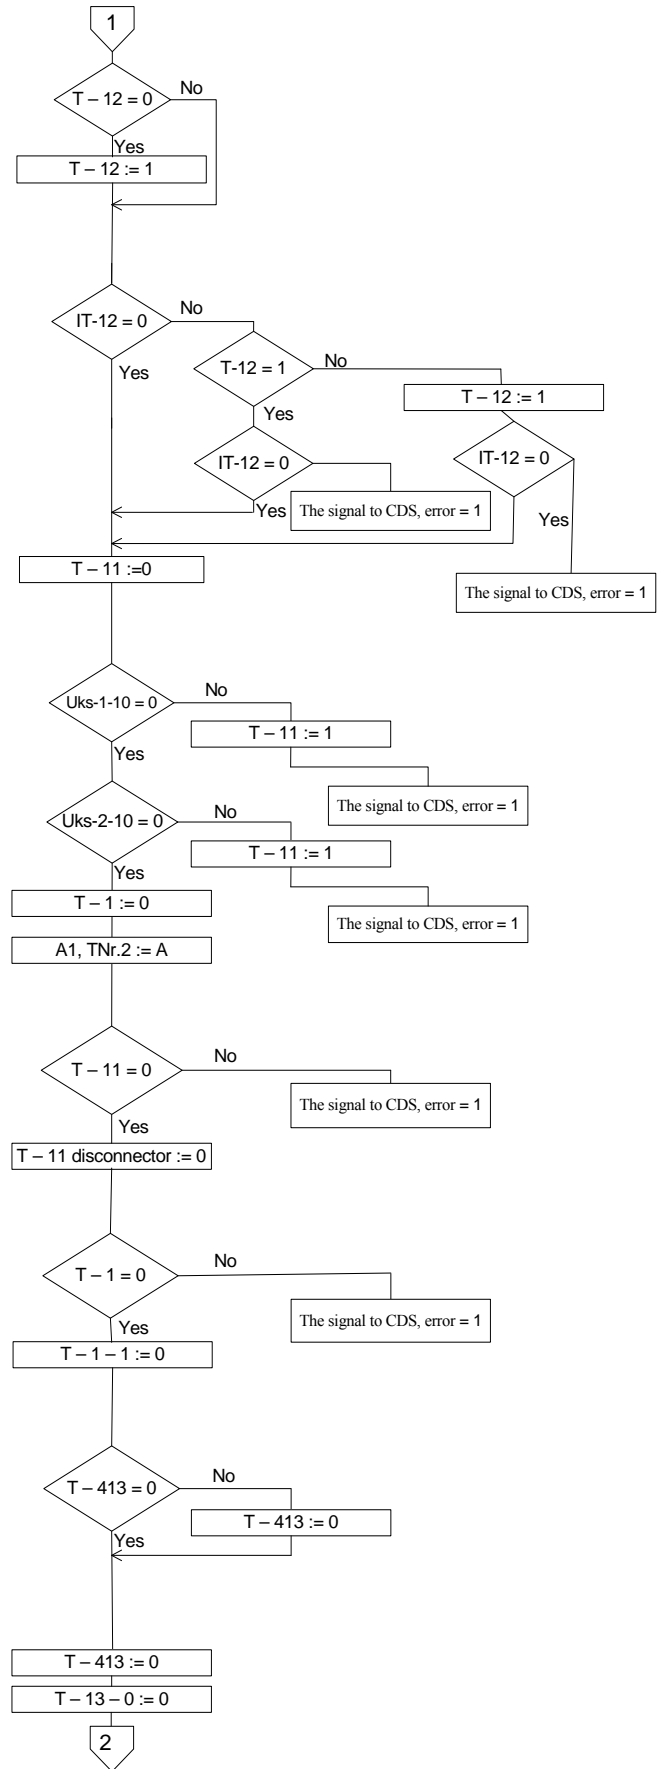 1
T – 12 = 0
No
Yes
T – 12 := 1
IT-12 = 0
No
Yes
T-12 = 1
No
Yes
T – 12 := 1
IT-12 = 0
IT-12 = 0
Yes
The signal to CDS, error = 1
Yes
The signal to CDS, error = 1
T – 11 :=0
Uks-1-10 = 0
No
Yes
T – 11 := 1
The signal to CDS, error = 1
Uks-2-10 = 0
No
Yes
T – 11 := 1
The signal to CDS, error = 1
T – 1 := 0
A1, TNr.2 := A
T – 11 = 0
No
The signal to CDS, error = 1
Yes
T – 11 disconnector := 0
T – 1 = 0
No
The signal to CDS, error = 1
Yes
T – 1 – 1 := 0
T – 413 = 0
No
T – 413 := 0
Yes
T – 413 := 0
T – 13 – 0 := 0
2